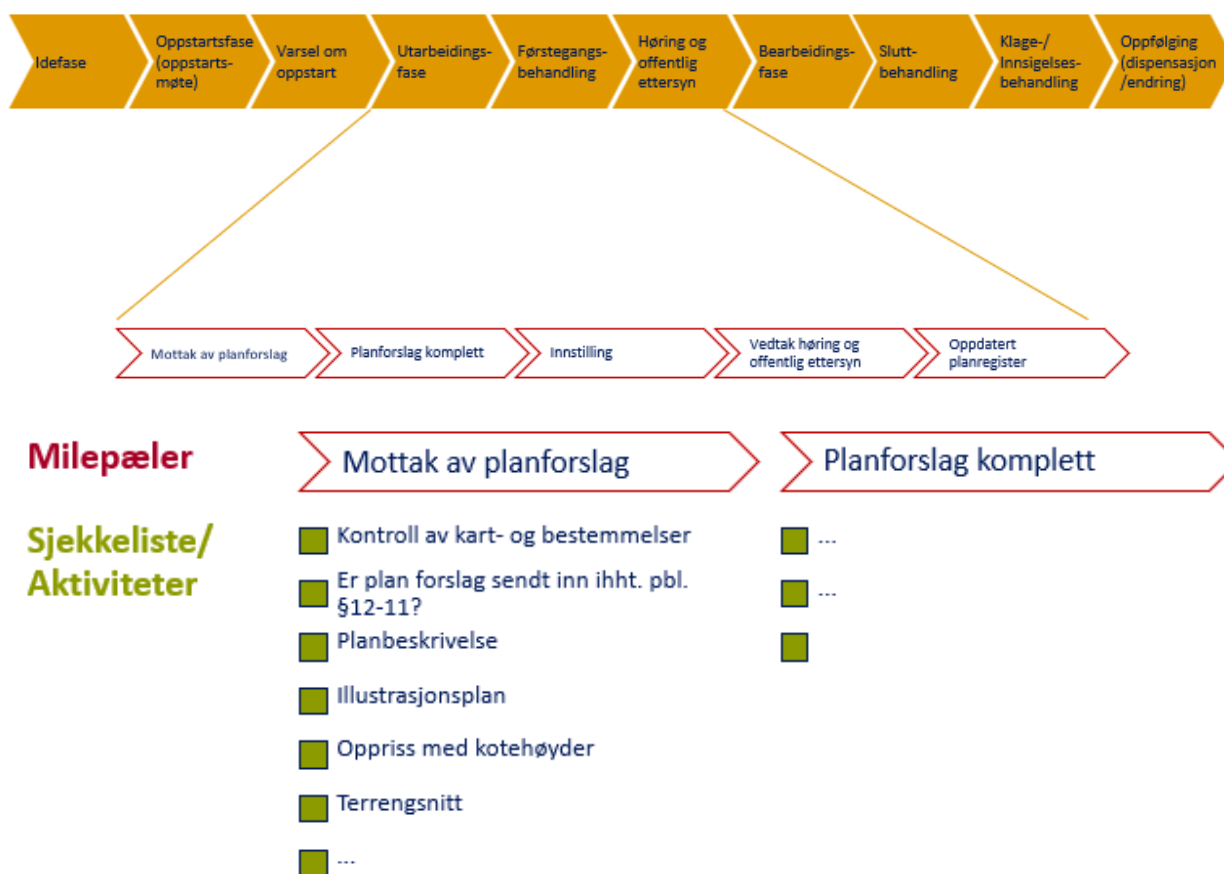 Idefase
Oppstartsfase
(oppstarts-
møte)
Varsel om
oppstart
Utarbeidings-
fase
Førstegangs-
behandling
Høring og
offentlig
ettersyn
Bearbeidings-
fase
Slutt-
behandling
Klage-/
Innsigelses-
behandling
Oppfølging
(dispensasjon
/endring)
Mottak av planforslag
Planforslag komplett
Innstilling
Vedtak høring og
offentlig ettersyn
Oppdatert
planregister
Milepæler
Mottak av planforslag
Planforslag komplett
Sjekkeliste/
Aktiviteter
Kontroll av kart- og bestemmelser
Er plan forslag sendt inn ihht. pbl.
§12-11?
Planbeskrivelse
Illustrasjonsplan
Oppriss med kotehøyder
Terrengsnitt
...
...
...